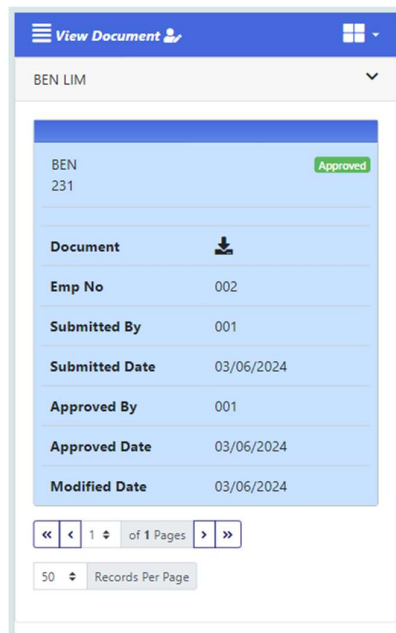 View Document
BEN LIM
BEN Approved
231
Document
Emp No 002
Submitted By 001
Submitted Date 03/06/2024
Approved By 001
Approved Date 03/06/2024
Modified Date 03/06/2024
« ‹ 1 of 1 Pages › »
50 Records Per Page